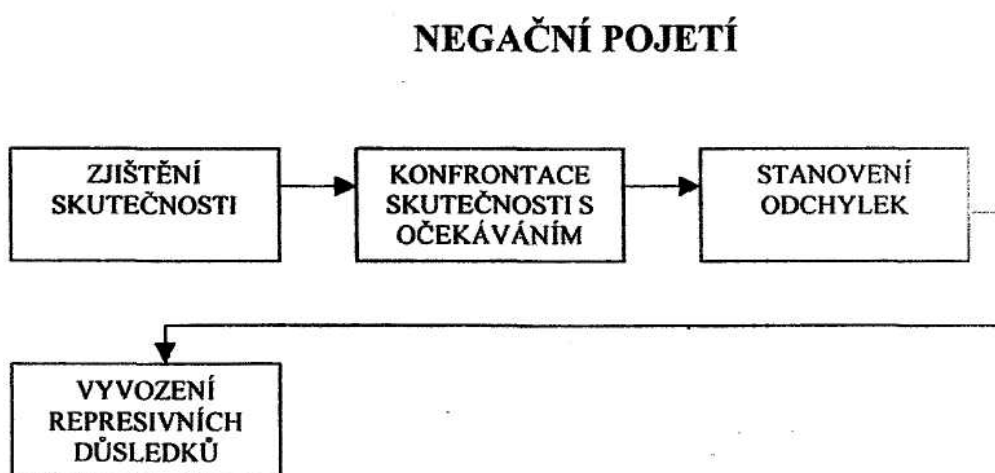 NEGAČNÍ POJETÍ
ZJIŠTĚNÍ
SKUTEČNOSTI
KONFRONTACE
SKUTEČNOSTI S
OČEKÁVÁNÍM
STANOVENÍ
ODCHYLEK
VYVOZENÍ
REPRESIVNÍCH
DŮSLEDKŮ